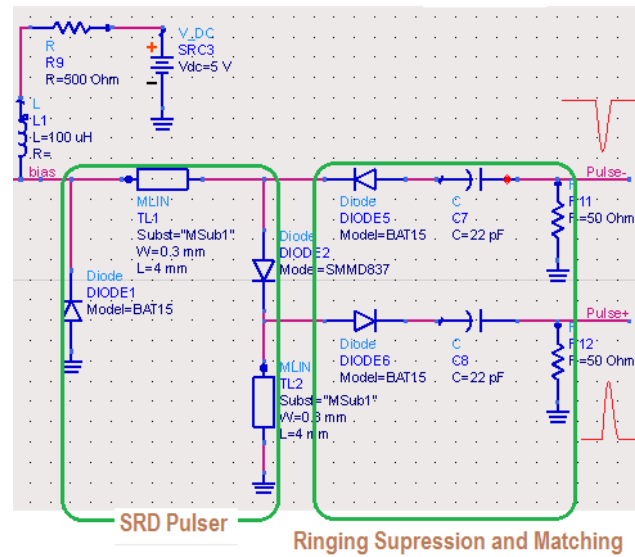 R
R9
R=500 Ohm
V_DC
SRC3
Vdc=5 V
+
−
L
L1
L=100 uH
R=
bias
MLIN
TL1
Subst="MSub1"
W=0.3 mm
L=4 mm
Diode
DIODE1
Model=BAT15
Diode
DIODE2
Model=SMMD837
Diode
DIODE5
Model=BAT15
C
C7
C=22 pF
Pulse-
R
R11
R=50 Ohm
Diode
DIODE6
Model=BAT15
C
C8
C=22 pF
Pulse+
R
R12
R=50 Ohm
MLIN
TL2
Subst="MSub1"
W=0.3 mm
L=4 mm
SRD Pulser
Ringing Supression and Matching